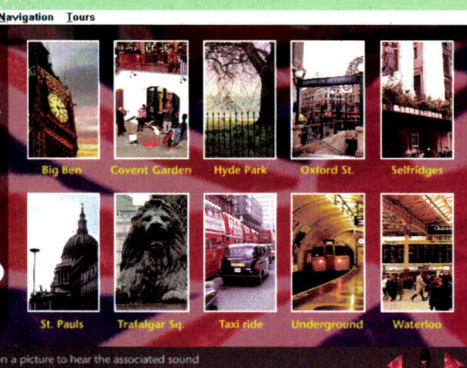 Navigation Tours
Big Ben Covent Garden Hyde Park Oxford St. Selfridges
St. Pauls Trafalgar Sq. Taxi ride Underground Waterloo
n a picture to hear the associated sound